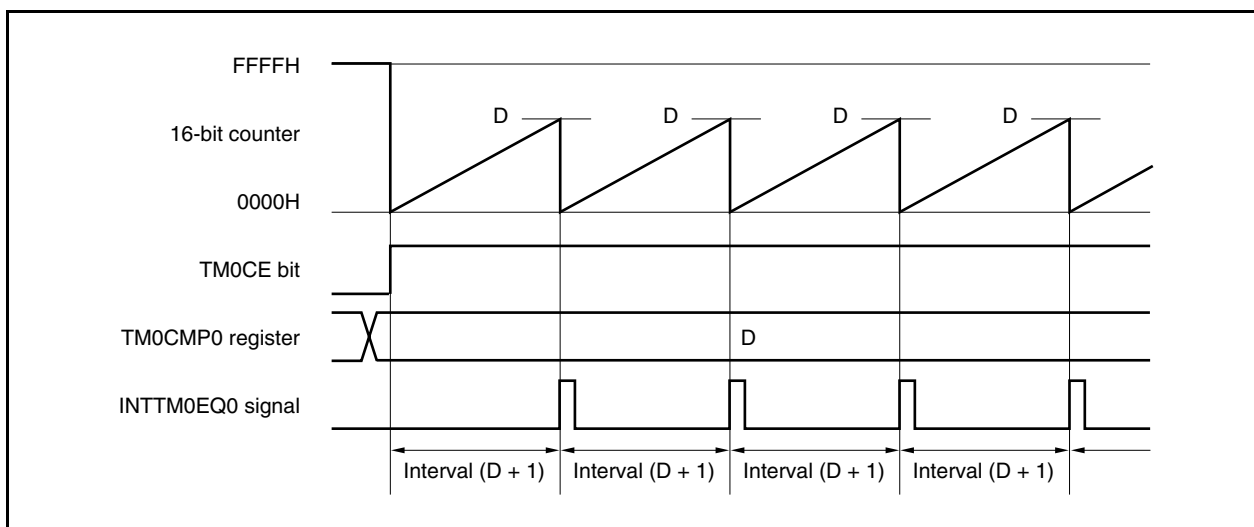 FFFFH
D D D D
16-bit counter
0000H
TM0CE bit
TM0CMP0 register D
INTTM0EQ0 signal
Interval (D + 1) Interval (D + 1) Interval (D + 1) Interval (D + 1)